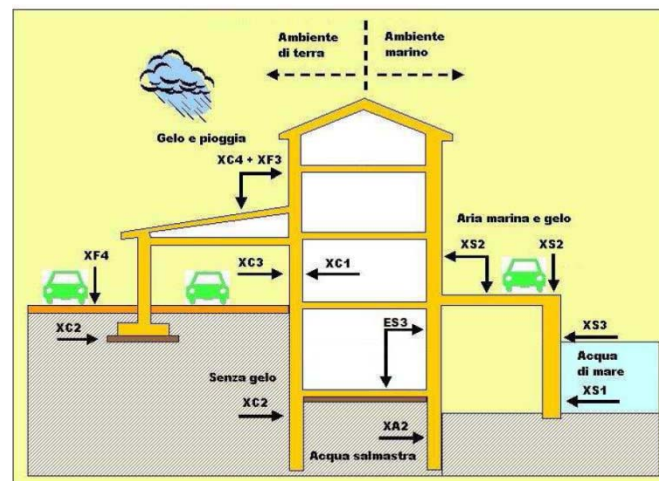 Ambiente
di terra
Ambiente
marino
Gelo e pioggia
XC4 + XF3
Aria marina e gelo
XS2
XS2
XF4
XC3
XC1
XC2
ES3
XS3
Acqua
di mare
XS1
Senza gelo
XC2
XA2
Acqua salmastra